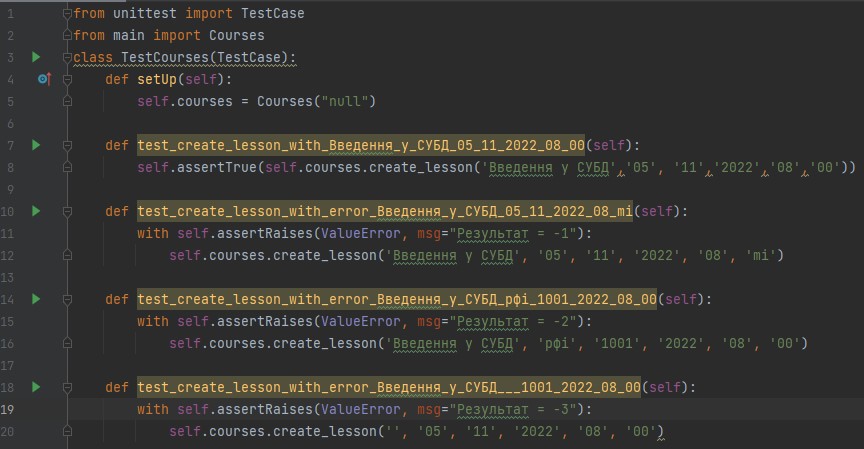 1 from unittest import TestCase
2 from main import Courses
3 class TestCourses(TestCase):
4 def setUp(self):
5 self.courses = Courses("null")
6
7 def test_create_lesson_with_Введення_у_СУБД_05_11_2022_08_00(self):
8 self.assertTrue(self.courses.create_lesson('Введення у СУБД','05', '11','2022','08','00'))
9
10 def test_create_lesson_with_error_Введення_у_СУБД_05_11_2022_08_mi(self):
11 with self.assertRaises(ValueError, msg="Результат = -1"):
12 self.courses.create_lesson('Введення у СУБД', '05', '11', '2022', '08', 'mi')
13
14 def test_create_lesson_with_error_Введення_у_СУБД_рфі_1001_2022_08_00(self):
15 with self.assertRaises(ValueError, msg="Результат = -2"):
16 self.courses.create_lesson('Введення у СУБД', 'рфі', '1001', '2022', '08', '00')
17
18 def test_create_lesson_with_error_Введення_у_СУБД___1001_2022_08_00(self):
19 with self.assertRaises(ValueError, msg="Результат = -3"):
20 self.courses.create_lesson('', '05', '11', '2022', '08', '00')